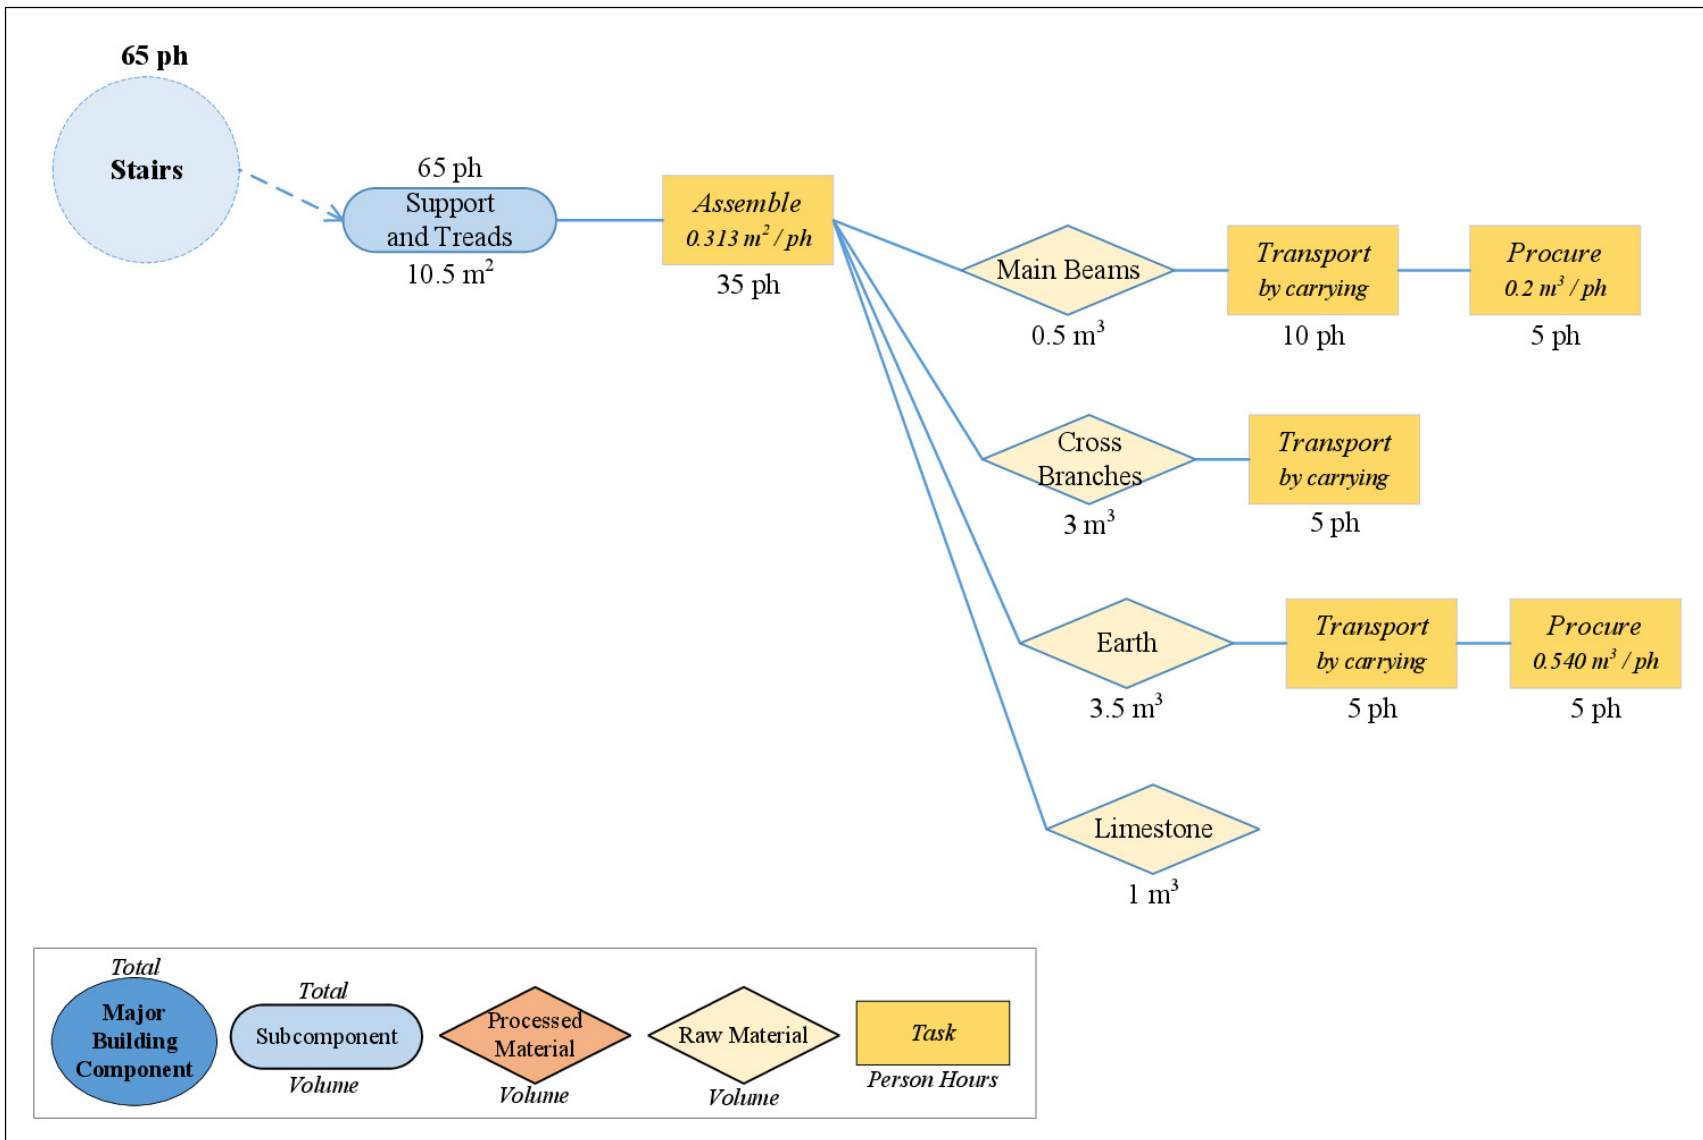 65 ph
Stairs
65 ph
Support
and Treads
10.5 m²
Assemble
0.313 m² / ph
35 ph
Main Beams
0.5 m³
Transport
by carrying
10 ph
Procure
0.2 m³ / ph
5 ph
Cross
Branches
3 m³
Transport
by carrying
5 ph
Earth
3.5 m³
Transport
by carrying
5 ph
Procure
0.540 m³ / ph
5 ph
Limestone
1 m³
Total
Major
Building
Component
Total
Subcomponent
Volume
Processed
Material
Volume
Raw Material
Volume
Task
Person Hours